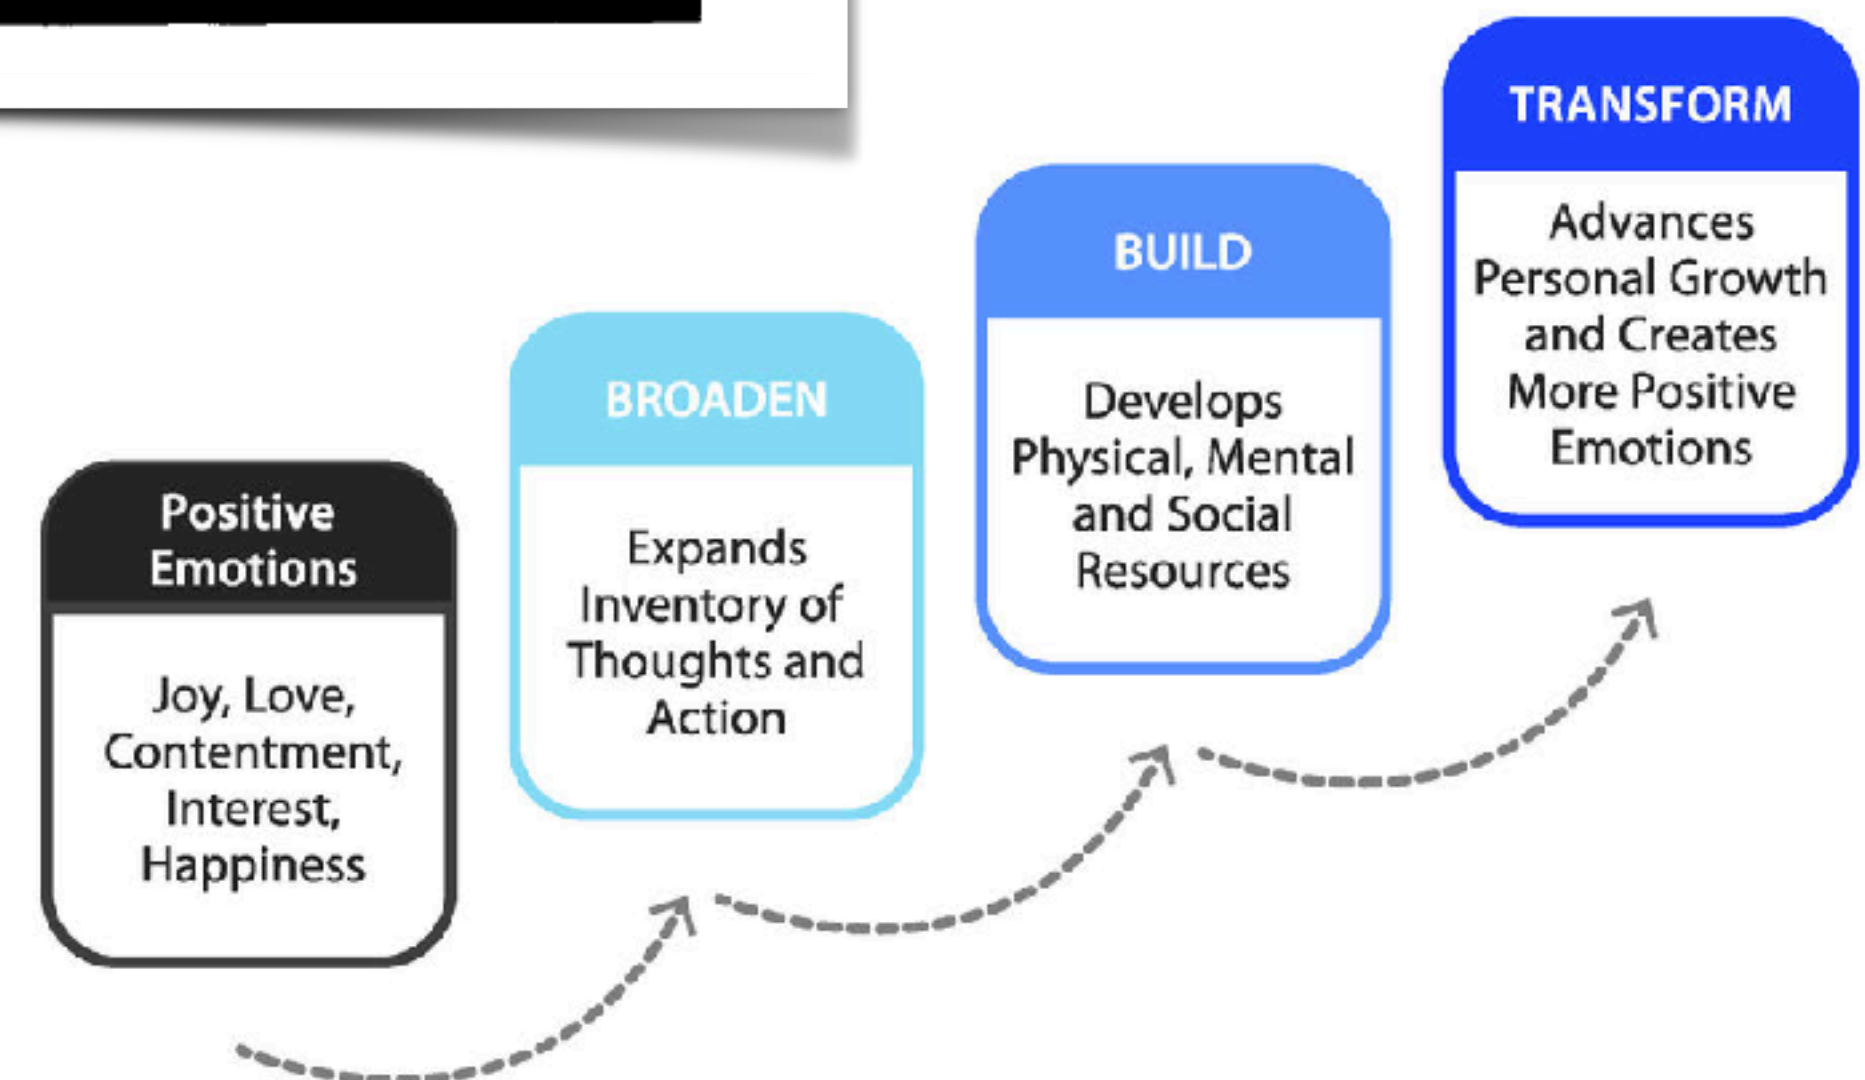 Positive
Emotions
Joy, Love,
Contentment,
Interest,
Happiness
BROADEN
Expands
Inventory of
Thoughts and
Action
BUILD
Develops
Physical, Mental
and Social
Resources
TRANSFORM
Advances
Personal Growth
and Creates
More Positive
Emotions